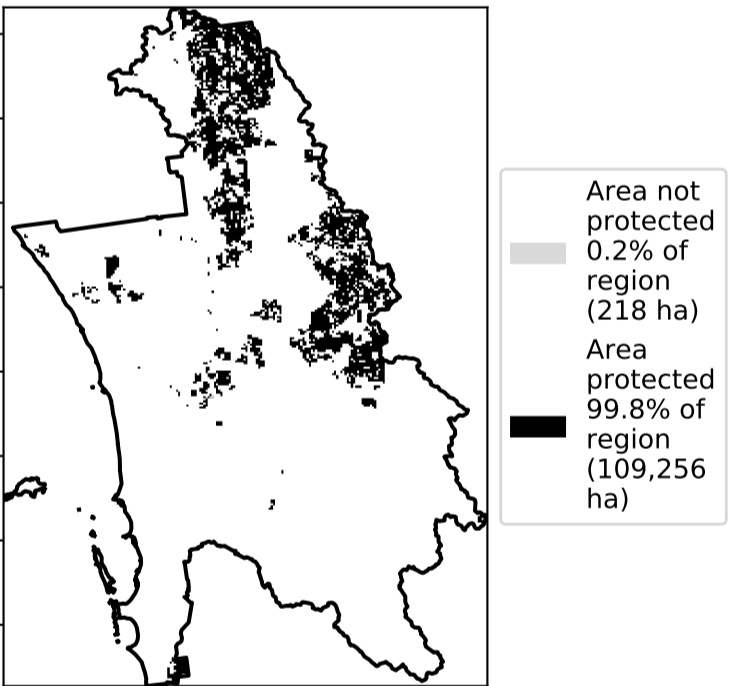 Area not
protected
0.2% of
region
(218 ha)
Area
protected
99.8% of
region
(109,256
ha)